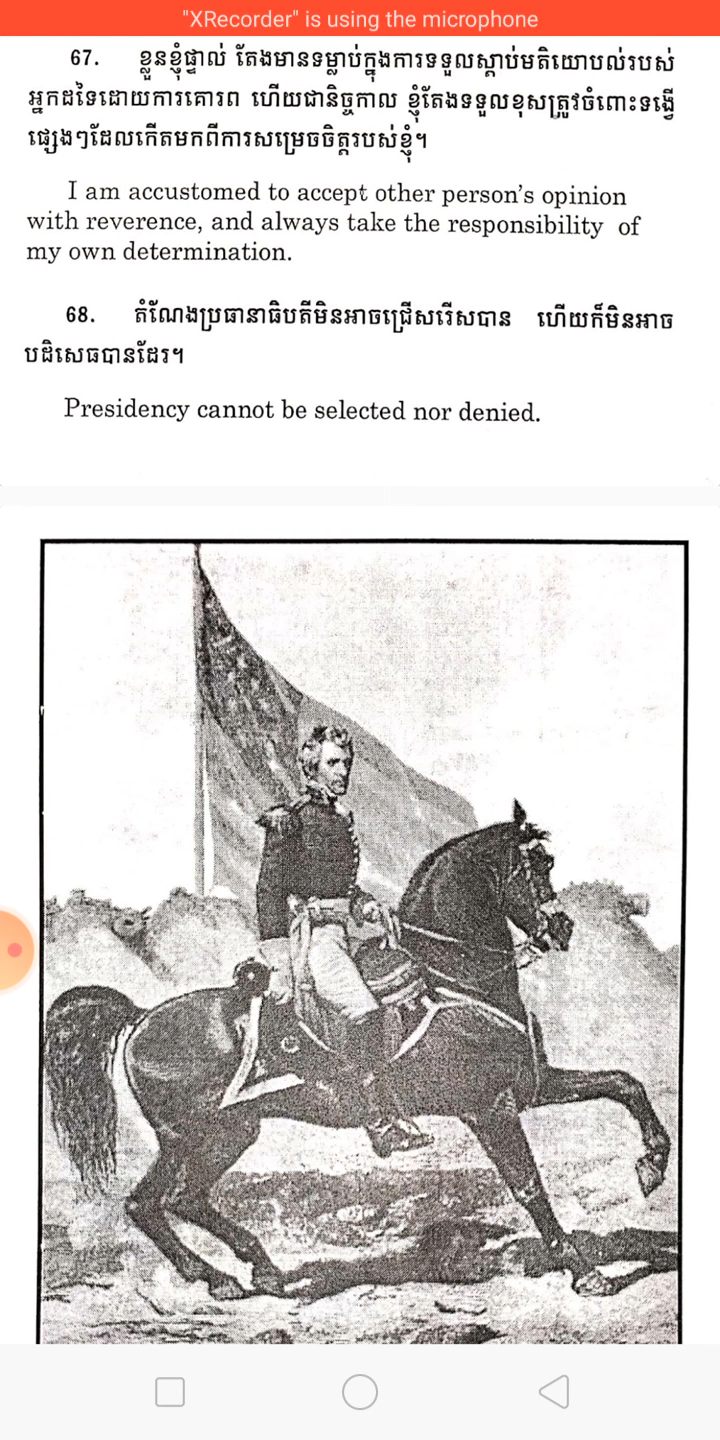 "XRecorder" is using the microphone
67. ខ្លួនខ្ញុំផ្ទាល់ តែងមានទម្លាប់ក្នុងការទទួលស្តាប់មតិយោបល់របស់
អ្នកដទៃដោយការគោរព ហើយជានិច្ចកាល ខ្ញុំតែងទទួលខុសត្រូវចំពោះទង្វើ
ផ្សេងៗដែលកើតមកពីការសម្រេចចិត្តរបស់ខ្ញុំ។
I am accustomed to accept other person's opinion
with reverence, and always take the responsibility of
my own determination.
68. តំណែងប្រធានាធិបតីមិនអាចជ្រើសរើសបាន ហើយក៏មិនអាច
បដិសេធបានដែរ។
Presidency cannot be selected nor denied.